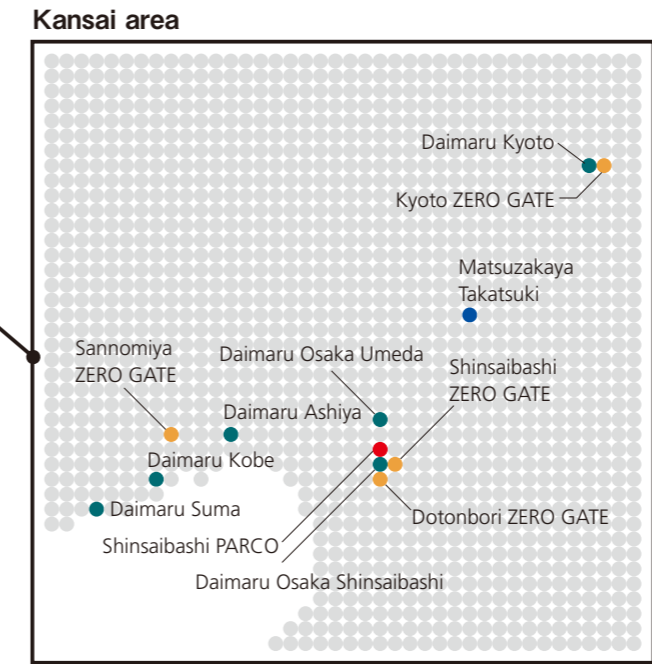 Kansai area
Daimaru Kyoto
Kyoto ZERO GATE
Matsuzakaya
Takatsuki
Sannomiya
ZERO GATE
Daimaru Osaka Umeda
Shinsaibashi
ZERO GATE
Daimaru Ashiya
Daimaru Kobe
Daimaru Suma
Dotonbori ZERO GATE
Shinsaibashi PARCO
Daimaru Osaka Shinsaibashi